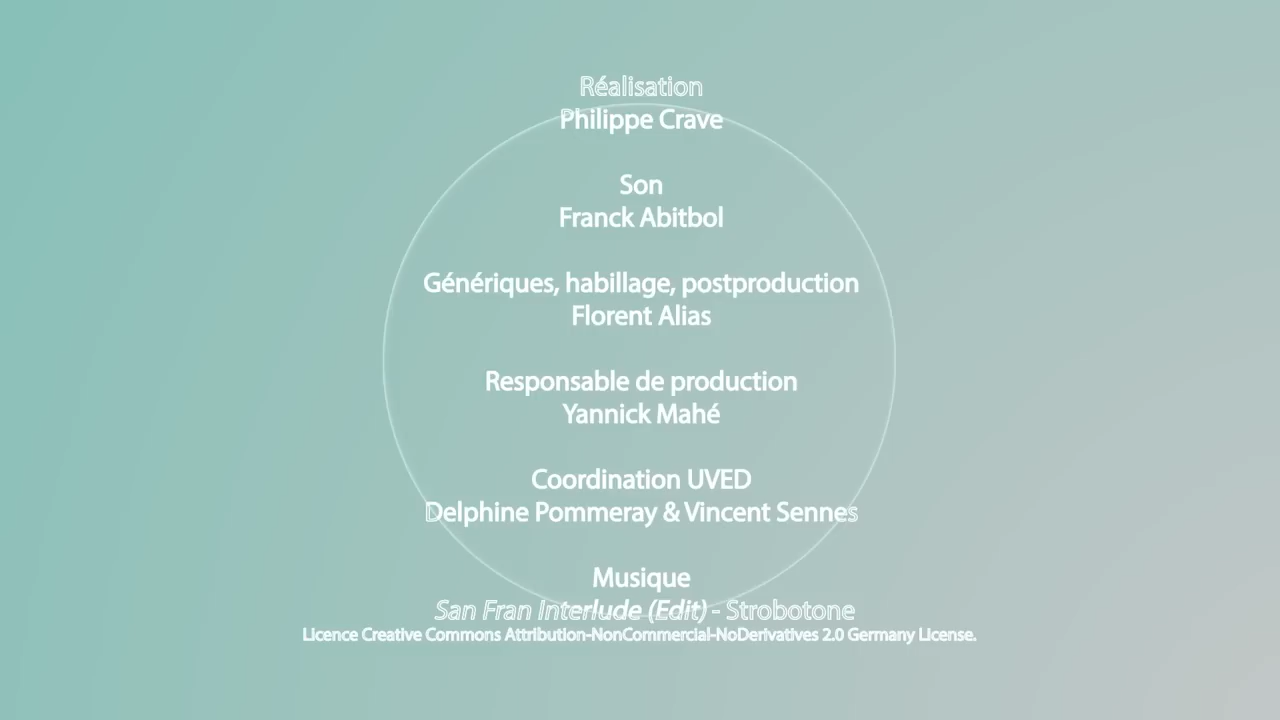 Réalisation
Philippe Crave
Son
Franck Abitbol
Génériques, habillage, postproduction
Florent Alias
Responsable de production
Yannick Mahé
Coordination UVED
Delphine Pommeray & Vincent Sennes
Musique
San Fran Interlude (Edit) - Strobotone
Licence Creative Commons Attribution-NonCommercial-NoDerivatives 2.0 Germany License.